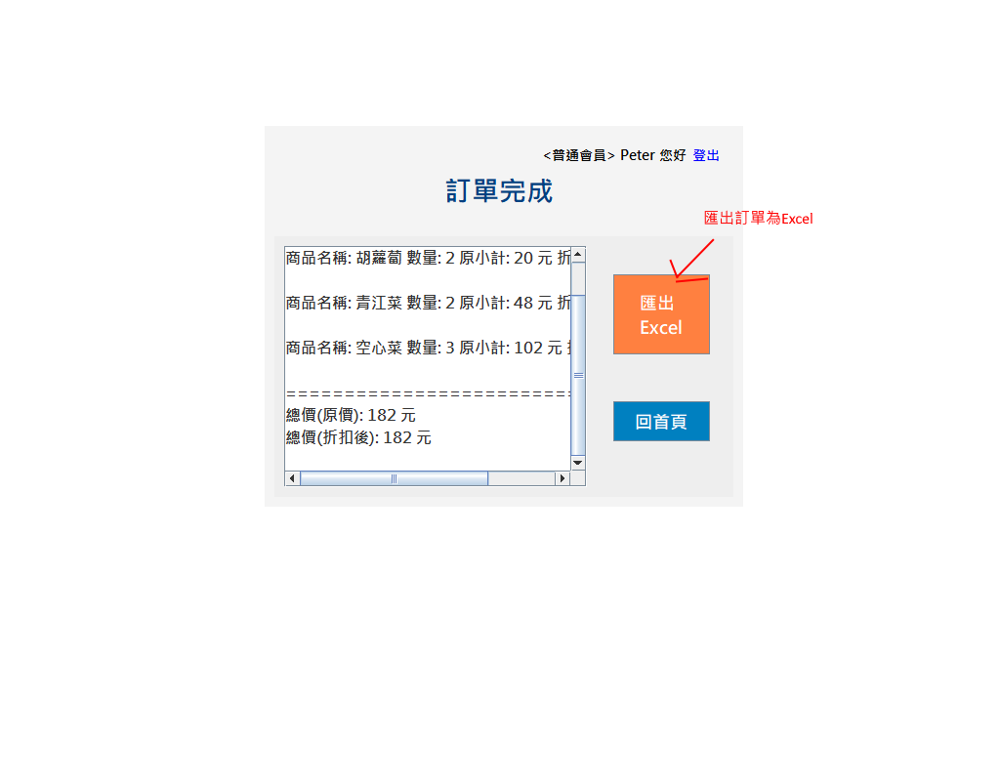 <普通會員> Peter 您好 登出
訂單完成
匯出訂單為Excel
商品名稱: 胡蘿蔔 數量: 2 原小計: 20 元 折
商品名稱: 青江菜 數量: 2 原小計: 48 元 折
商品名稱: 空心菜 數量: 3 原小計: 102 元
=========================
總價(原價): 182 元
總價(折扣後): 182 元
匯出
Excel
回首頁